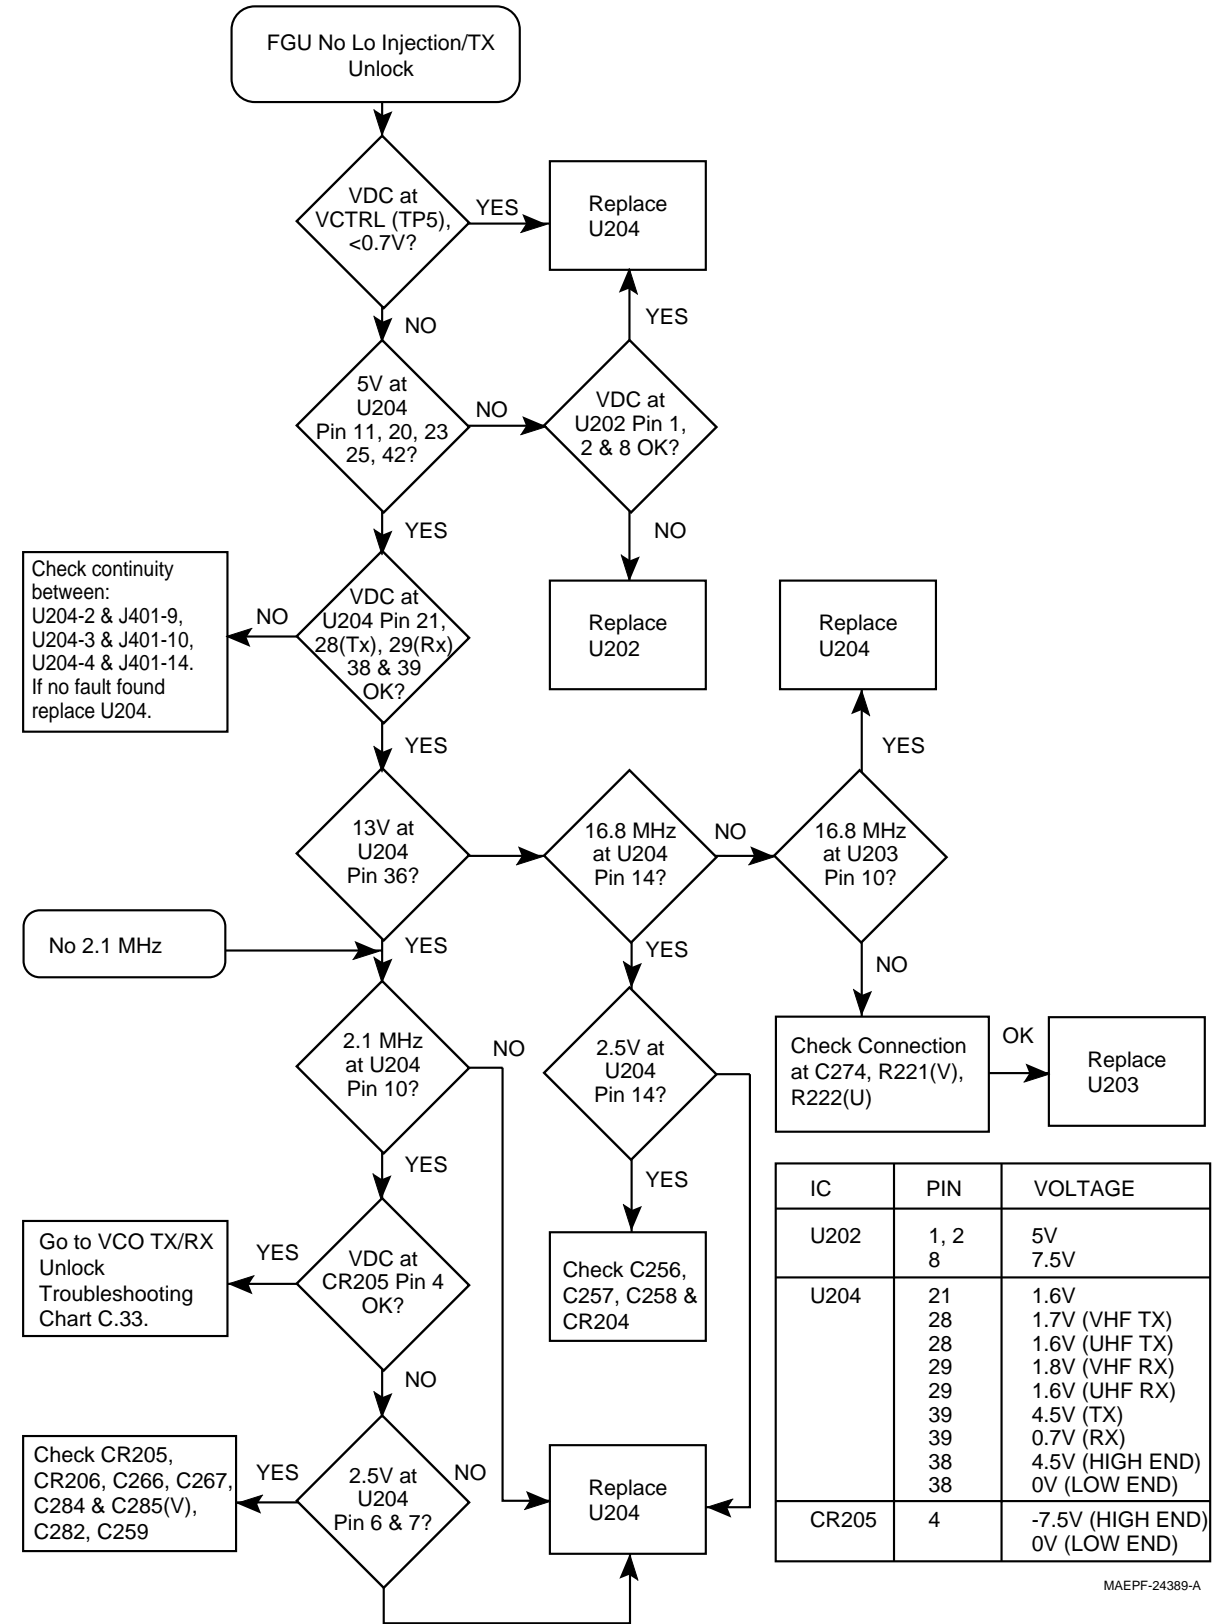 FGU No Lo Injection/TX
Unlock
VDC at
VCTRL (TP5),
<0.7V?
YES
Replace
U204
NO
YES
5V at
U204
Pin 11, 20, 23
25, 42?
NO
VDC at
U202 Pin 1,
2 & 8 OK?
YES
NO
Check continuity
between:
U204-2 & J401-9,
U204-3 & J401-10,
U204-4 & J401-14.
If no fault found
replace U204.
NO
VDC at
U204 Pin 21,
28(Tx), 29(Rx)
38 & 39
OK?
Replace
U202
Replace
U204
YES
YES
13V at
U204
Pin 36?
16.8 MHz
at U204
Pin 14?
NO
16.8 MHz
at U203
Pin 10?
No 2.1 MHz
YES
YES
NO
2.1 MHz
at U204
Pin 10?
NO
2.5V at
U204
Pin 14?
Check Connection
at C274, R221(V),
R222(U)
OK
Replace
U203
YES
YES
Go to VCO TX/RX
Unlock
Troubleshooting
Chart C.33.
YES
VDC at
CR205 Pin 4
OK?
Check C256,
C257, C258 &
CR204
NO
Check CR205,
CR206, C266, C267,
C284 & C285(V),
C282, C259
YES
2.5V at
U204
Pin 6 & 7?
NO
Replace
U204
IC PIN VOLTAGE
U202 1, 2 5V
8 7.5V
U204 21 1.6V
28 1.7V (VHF TX)
28 1.6V (UHF TX)
29 1.8V (VHF RX)
29 1.6V (UHF RX)
39 4.5V (TX)
39 0.7V (RX)
38 4.5V (HIGH END)
38 0V (LOW END)
CR205 4 -7.5V (HIGH END)
0V (LOW END)
MAEPF-24389-A